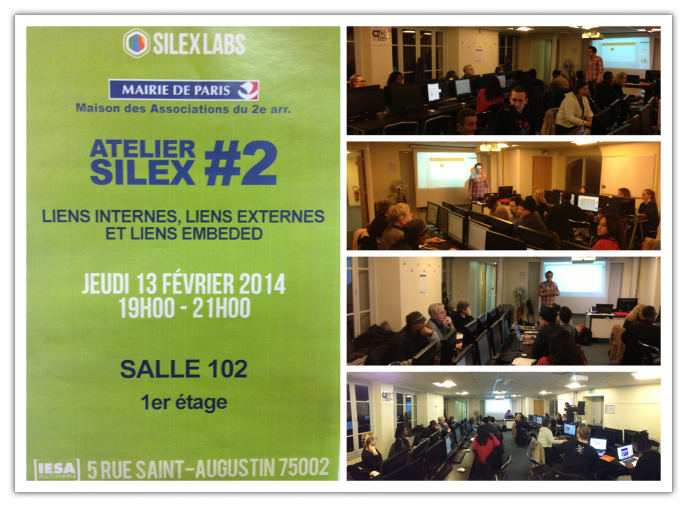 SILEX LABS
MAIRIE DE PARIS
Maison des Associations du 2e arr.
ATELIER
SILEX #2
LIENS INTERNES, LIENS EXTERNES
ET LIENS EMBEDED
JEUDI 13 FÉVRIER 2014
19H00 - 21H00
SALLE 102
1er étage
IESA
multimédia
5 RUE SAINT-AUGUSTIN 75002